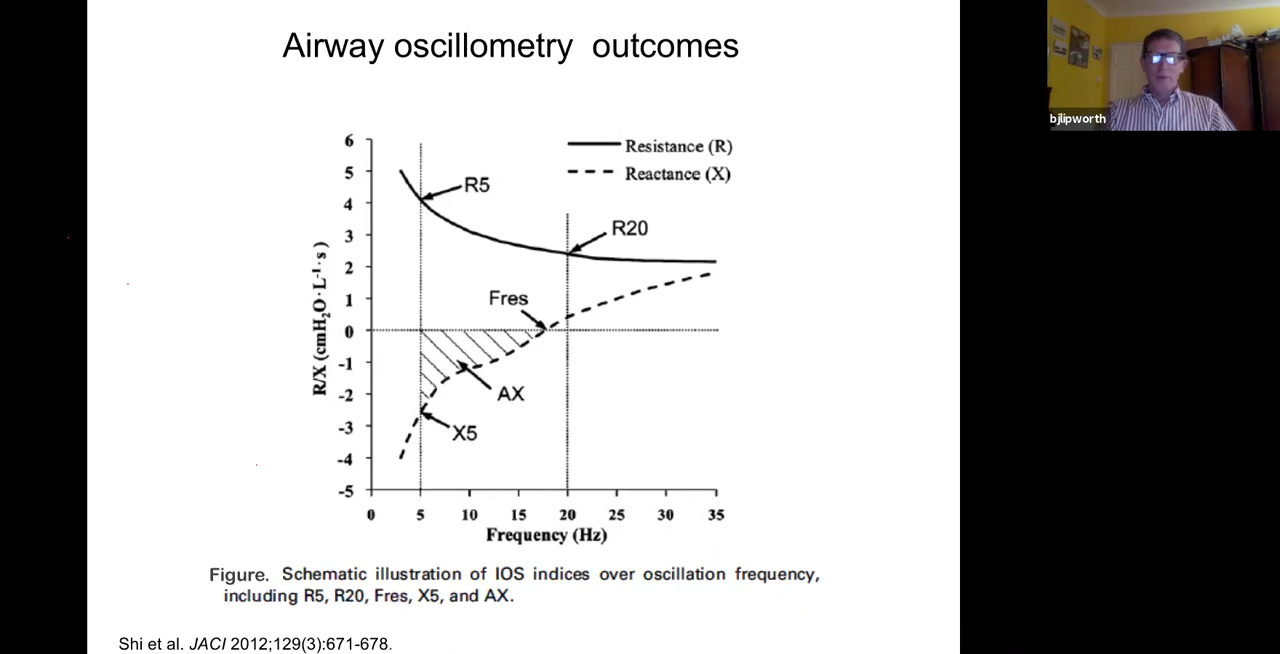 Airway oscillometry outcomes
bjlipworth
6
5
4
3
2
1
0
-1
-2
-3
-4
-5
R/X (cmH₂O·L⁻¹·s)
Resistance (R)
Reactance (X)
R5
R20
Fres
AX
X5
0 5 10 15 20 25 30 35
Frequency (Hz)
Figure. Schematic illustration of IOS indices over oscillation frequency,
including R5, R20, Fres, X5, and AX.
Shi et al. JACI 2012;129(3):671-678.